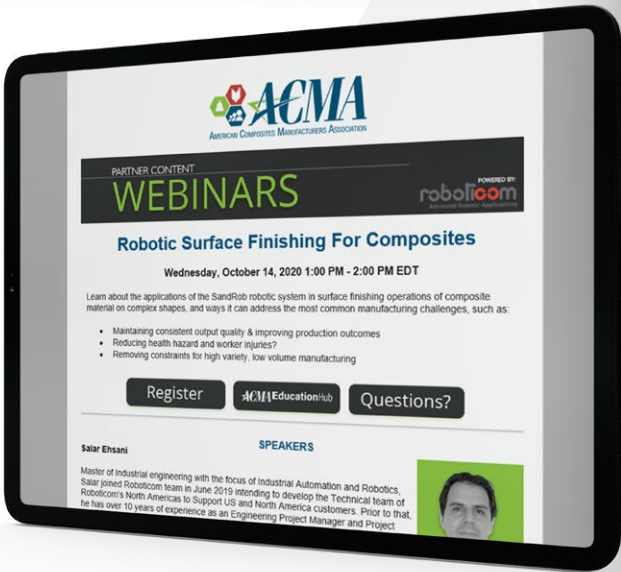 ACMA
AMERICAN COMPOSITES MANUFACTURERS ASSOCIATION
PARTNER CONTENT
WEBINARS
POWERED BY:
roboticom
Advanced Robotic Applications
Robotic Surface Finishing For Composites
Wednesday, October 14, 2020 1:00 PM - 2:00 PM EDT
Learn about the applications of the SandRob robotic system in surface finishing operations of composite
material on complex shapes, and ways it can address the most common manufacturing challenges, such as:
• Maintaining consistent output quality & improving production outcomes
• Reducing health hazard and worker injuries?
• Removing constraints for high variety, low volume manufacturing
Register
ACMAEducationHub
Questions?
SPEAKERS
Salar Ehsani
Master of Industrial engineering with the focus of Industrial Automation and Robotics,
Salar joined Roboticom team in June 2019 intending to develop the Technical team of
Roboticom's North Americas to Support US and North America customers. Prior to that,
he has over 10 years of experience as an Engineering Project Manager and Project